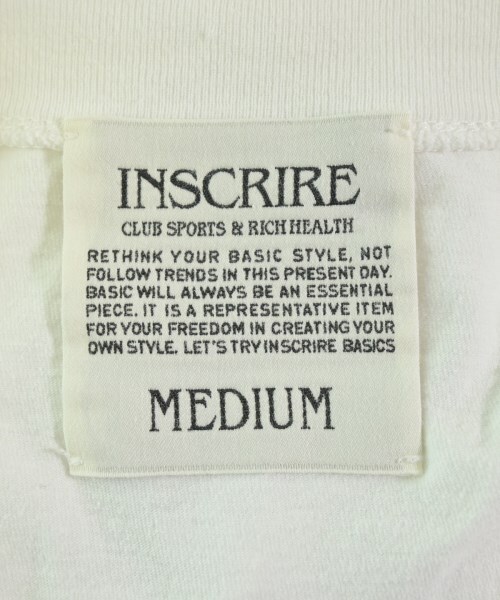 INSCRIRE
CLUB SPORTS & RICH HEALTH
RETHINK YOUR BASIC STYLE, NOT
FOLLOW TRENDS IN THIS PRESENT DAY.
BASIC WILL ALWAYS BE AN ESSENTIAL
PIECE. IT IS A REPRESENTATIVE ITEM
FOR YOUR FREEDOM IN CREATING YOUR
OWN STYLE. LET'S TRY INSCRIRE BASICS
MEDIUM